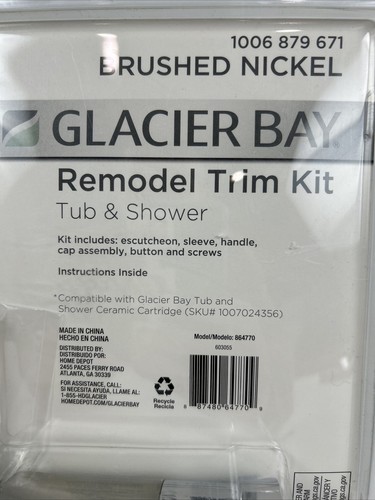 1006 879 671
BRUSHED NICKEL
GLACIER BAY
Remodel Trim Kit
Tub & Shower
Kit includes: escutcheon, sleeve, handle,
cap assembly, button and screws
Instructions Inside
*Compatible with Glacier Bay Tub and
Shower Ceramic Cartridge (SKU# 1007024356)
MADE IN CHINA
HECHO EN CHINA
DISTRIBUTED BY:
DISTRIBUIDO POR:
HOME DEPOT
2455 PACES FERRY ROAD
ATLANTA, GA 30339
FOR ASSISTANCE, CALL:
SI NECESITA AYUDA, LLAME AL:
1-855-HDGLACIER
HOMEDEPOT.COM/GLACIERBAY
Recycle
Recicle
Model/Modelo: 864770
603055
6 87480 64770 9